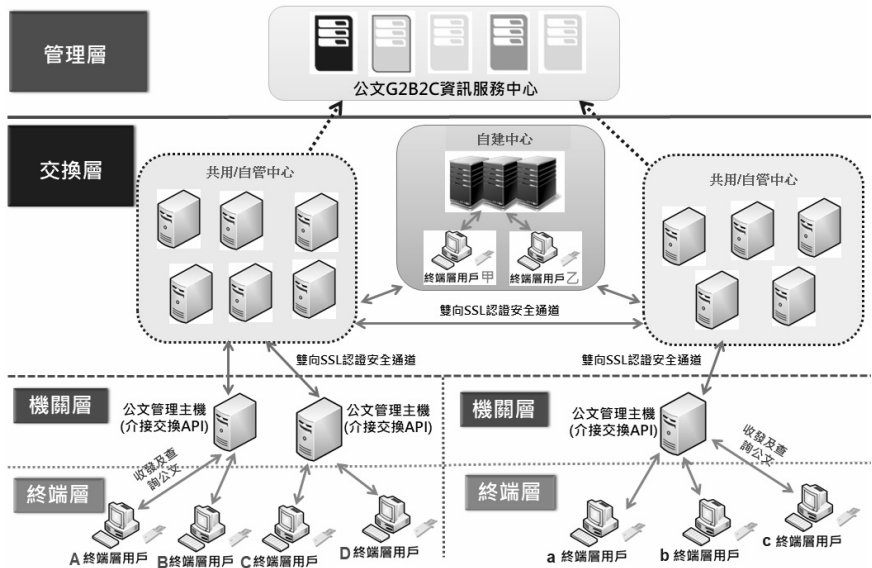 管理層
公文G2B2C資訊服務中心
交換層
共用/自管中心
自建中心
共用/自管中心
終端層用戶甲
終端層用戶乙
雙向SSL認證安全通道
雙向SSL認證安全通道
雙向SSL認證安全通道
機關層
公文管理主機
(介接交換API)
公文管理主機
(介接交換API)
機關層
公文管理主機
(介接交換API)
收發及查
詢公文
收發及查
詢公文
終端層
終端層
A 終端層用戶
B終端層用戶
C終端層用戶
D 終端層用戶
a 終端層用戶
b 終端層用戶
c 終端層用戶